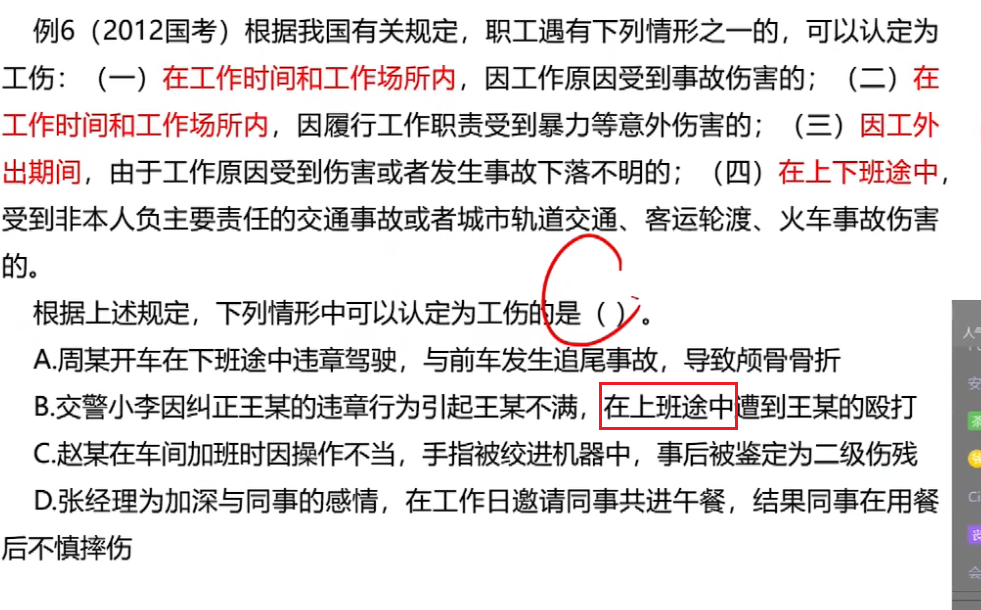 例6（2012国考）根据我国有关规定，职工遇有下列情形之一的，可以认定为
工伤：（一）在工作时间和工作场所内，因工作原因受到事故伤害的；（二）在
工作时间和工作场所内，因履行工作职责受到暴力等意外伤害的；（三）因工外
出期间，由于工作原因受到伤害或者发生事故下落不明的；（四）在上下班途中，
受到非本人负主要责任的交通事故或者城市轨道交通、客运轮渡、火车事故伤害
的。
根据上述规定，下列情形中可以认定为工伤的是（ ）。
A.周某开车在下班途中违章驾驶，与前车发生追尾事故，导致颅骨骨折
B.交警小李因纠正王某的违章行为引起王某不满，在上班途中遭到王某的殴打
C.赵某在车间加班时因操作不当，手指被绞进机器中，事后被鉴定为二级伤残
D.张经理为加深与同事的感情，在工作日邀请同事共进午餐，结果同事在用餐
后不慎摔伤
人气
安
Ci
会